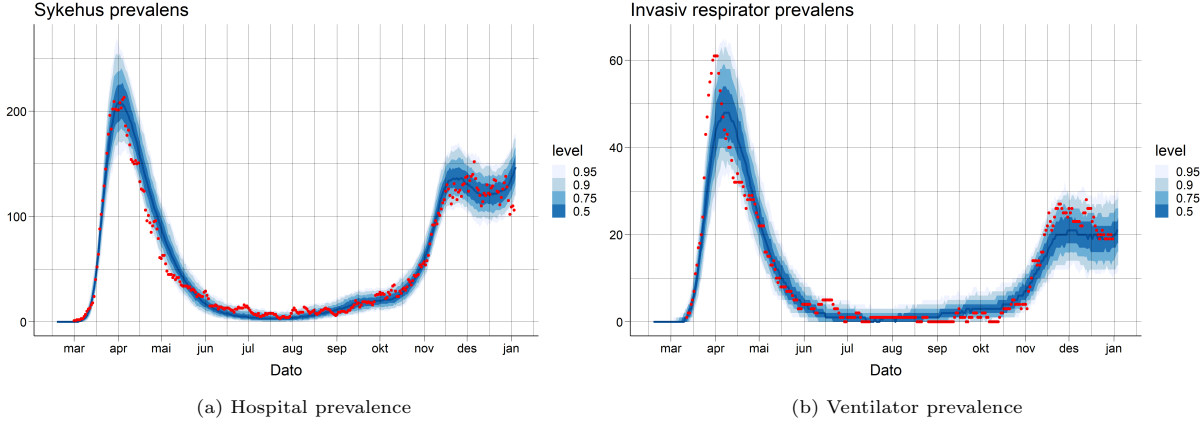 Sykehus prevalens
200
100
0
mar apr mai jun jul aug sep okt nov des jan
Dato
level
0.95
0.9
0.75
0.5
(a) Hospital prevalence
Invasiv respirator prevalens
60
40
20
0
mar apr mai jun jul aug sep okt nov des jan
Dato
level
0.95
0.9
0.75
0.5
(b) Ventilator prevalence